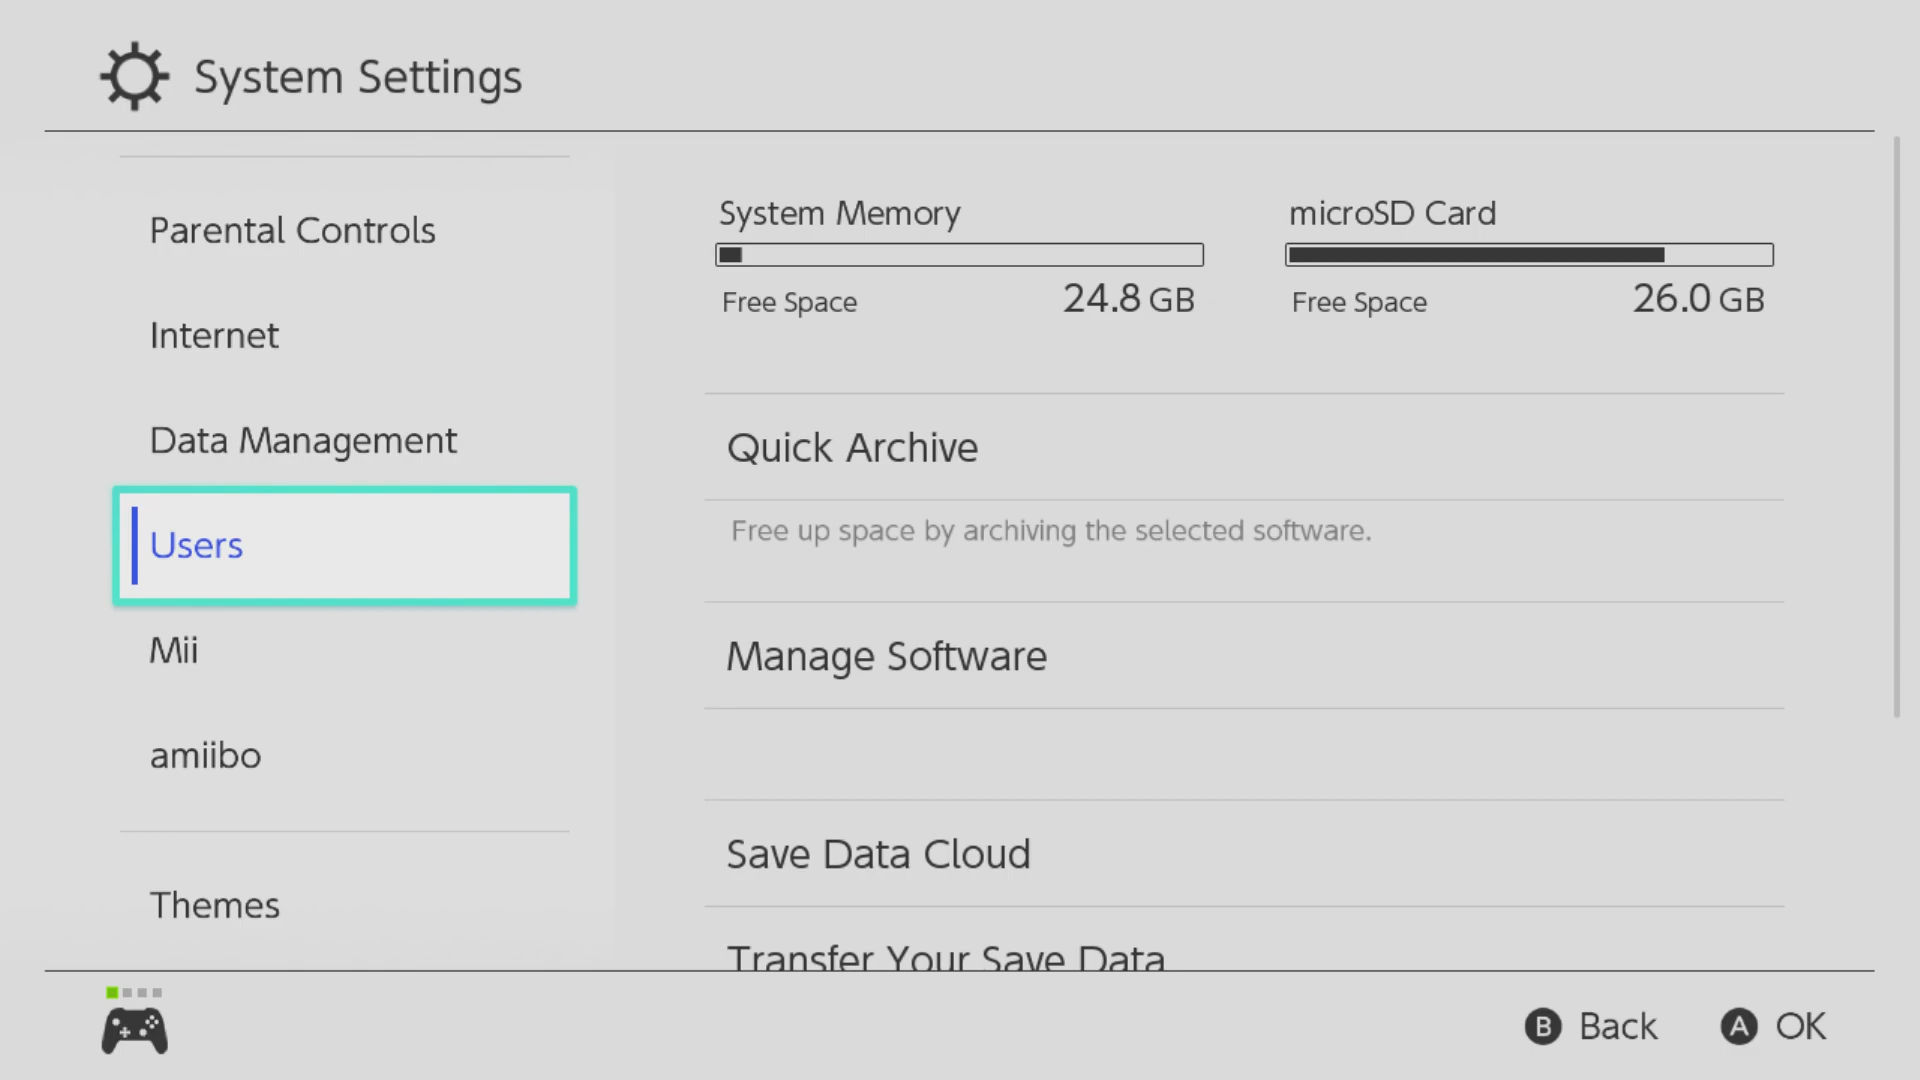 System Settings
Parental Controls
Internet
Data Management
Users
Mii
amiibo
Themes
System Memory
Free Space 24.8 GB
microSD Card
Free Space 26.0 GB
Quick Archive
Free up space by archiving the selected software.
Manage Software
Save Data Cloud
Transfer Your Save Data
B Back
A OK